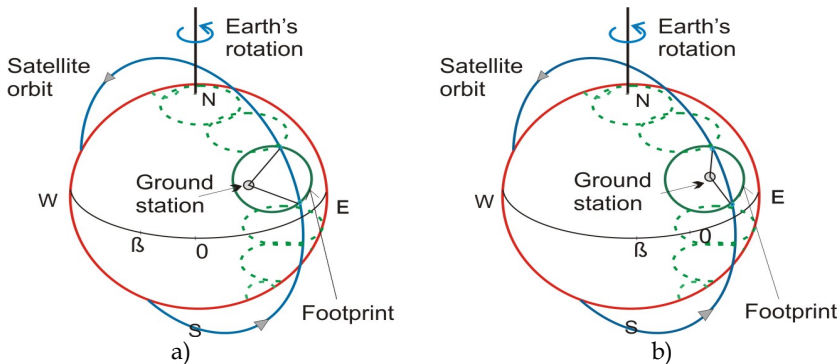 Earth's
rotation
Satellite
orbit
N
W
Ground
station
E
ß
0
Footprint
S
a)
Earth's
rotation
Satellite
orbit
N
W
Ground
station
E
ß
0
Footprint
S
b)